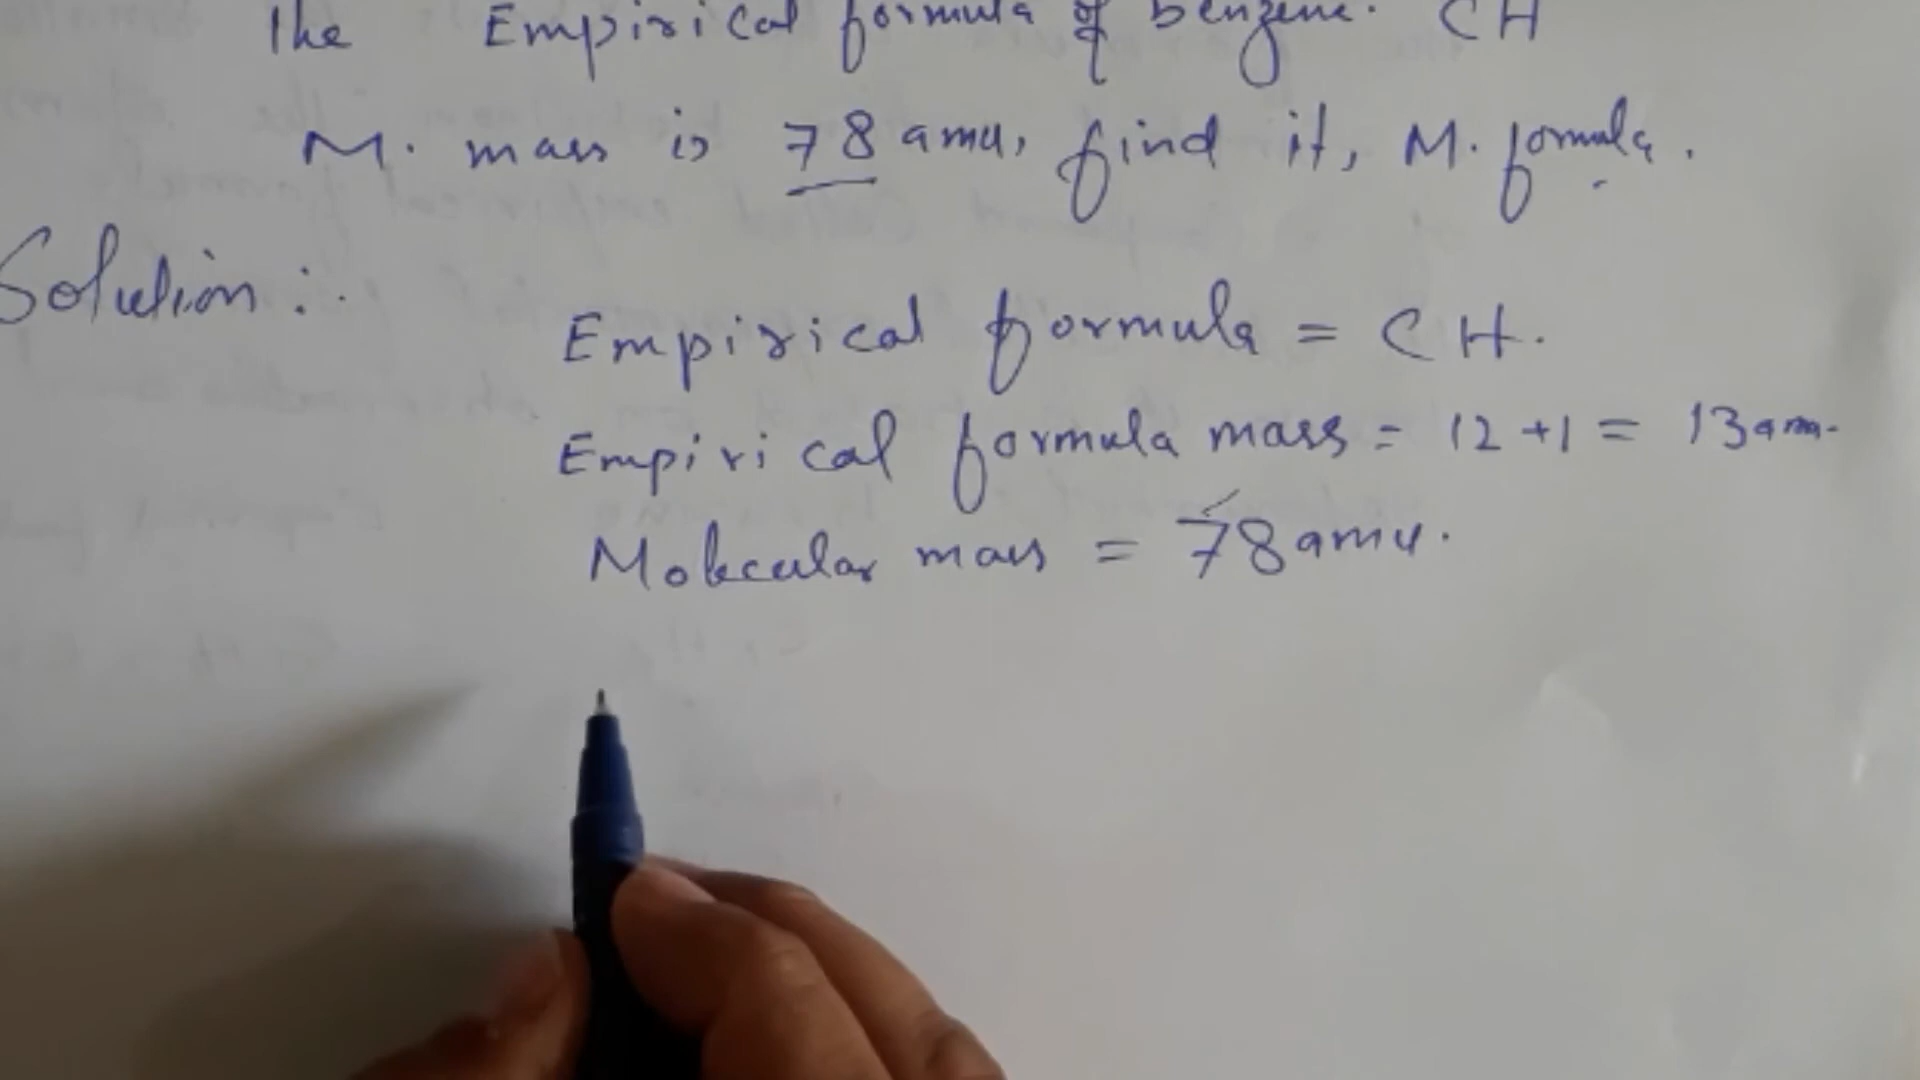 The Empirical formula of benzene. CH
M. mass is 78 amu, find it, M. formula.
Solution:
Empirical formula = CH.
Empirical formula mass = 12 + 1 = 13 am.
Molecular mass = 78 amu.